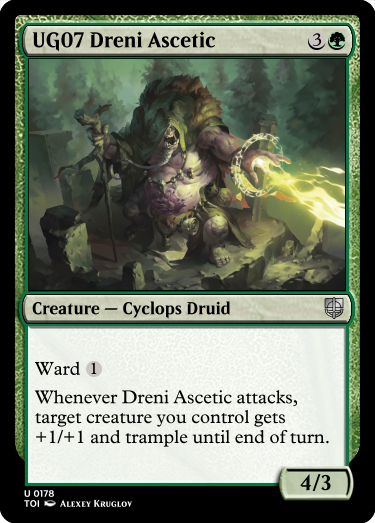 UG07 Dreni Ascetic 3
Creature — Cyclops Druid
Ward 1
Whenever Dreni Ascetic attacks,
target creature you control gets
+1/+1 and trample until end of turn.
4/3
U 0178
TOI Alexey Kruglov